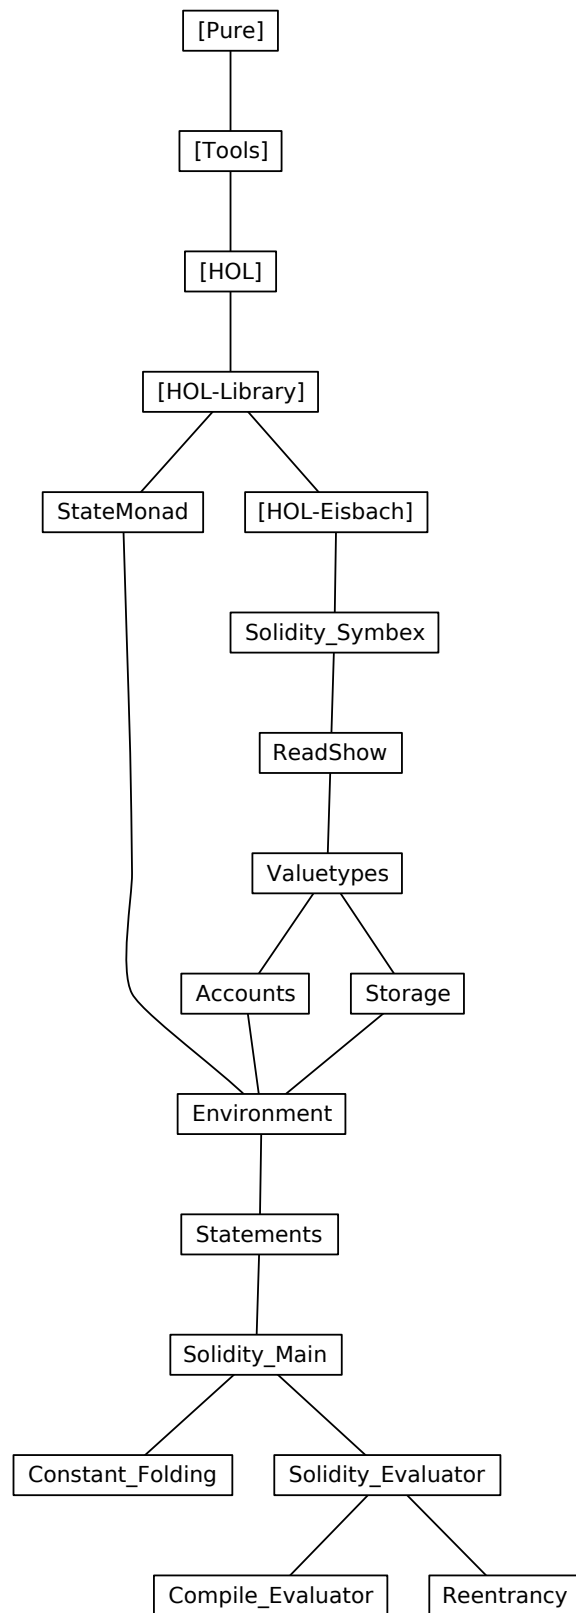 [Pure]
[Tools]
[HOL]
[HOL-Library]
StateMonad
[HOL-Eisbach]
Solidity_Symbex
ReadShow
Valuetypes
Accounts
Storage
Environment
Statements
Solidity_Main
Constant_Folding
Solidity_Evaluator
Compile_Evaluator
Reentrancy